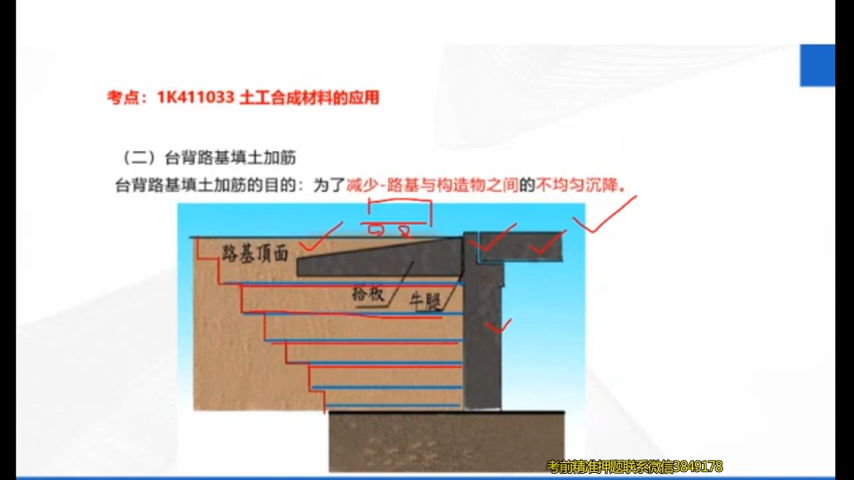 考点：1K411033 土工合成材料的应用
（二）台背路基填土加筋
台背路基填土加筋的目的：为了减少-路基与构造物之间的不均匀沉降。
路基頂面
搭板
牛腿
考前精准押题联系微信3849178